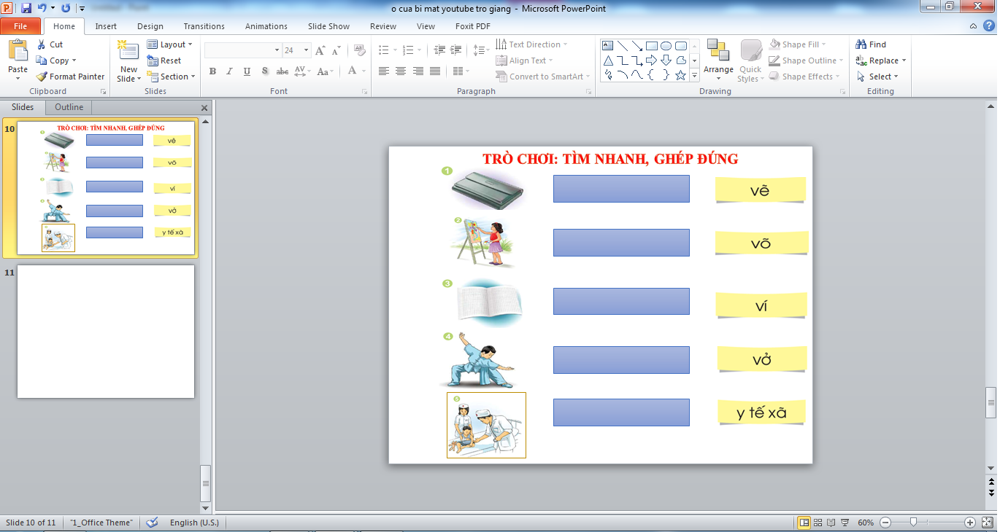 o cua bi mat youtube tro giang - Microsoft PowerPoint
File Home Insert Design Transitions Animations Slide Show Review View Foxit PDF
Paste
Cut
Copy
Format Painter
Clipboard
New
Slide
Layout
Reset
Section
Slides
24
Font
Text Direction
Align Text
Convert to SmartArt
Paragraph
Arrange
Quick
Styles
Shape Fill
Shape Outline
Shape Effects
Drawing
Find
Replace
Select
Editing
Slides Outline
10
TRÒ CHƠI: TÌM NHANH, GHÉP ĐÚNG
vẽ
võ
ví
vở
y tế xã
11
TRÒ CHƠI: TÌM NHANH, GHÉP ĐÚNG
1
vẽ
2
võ
3
ví
4
vở
5
y tế xã
Slide 10 of 11 "1_Office Theme" English (U.S.) 60%